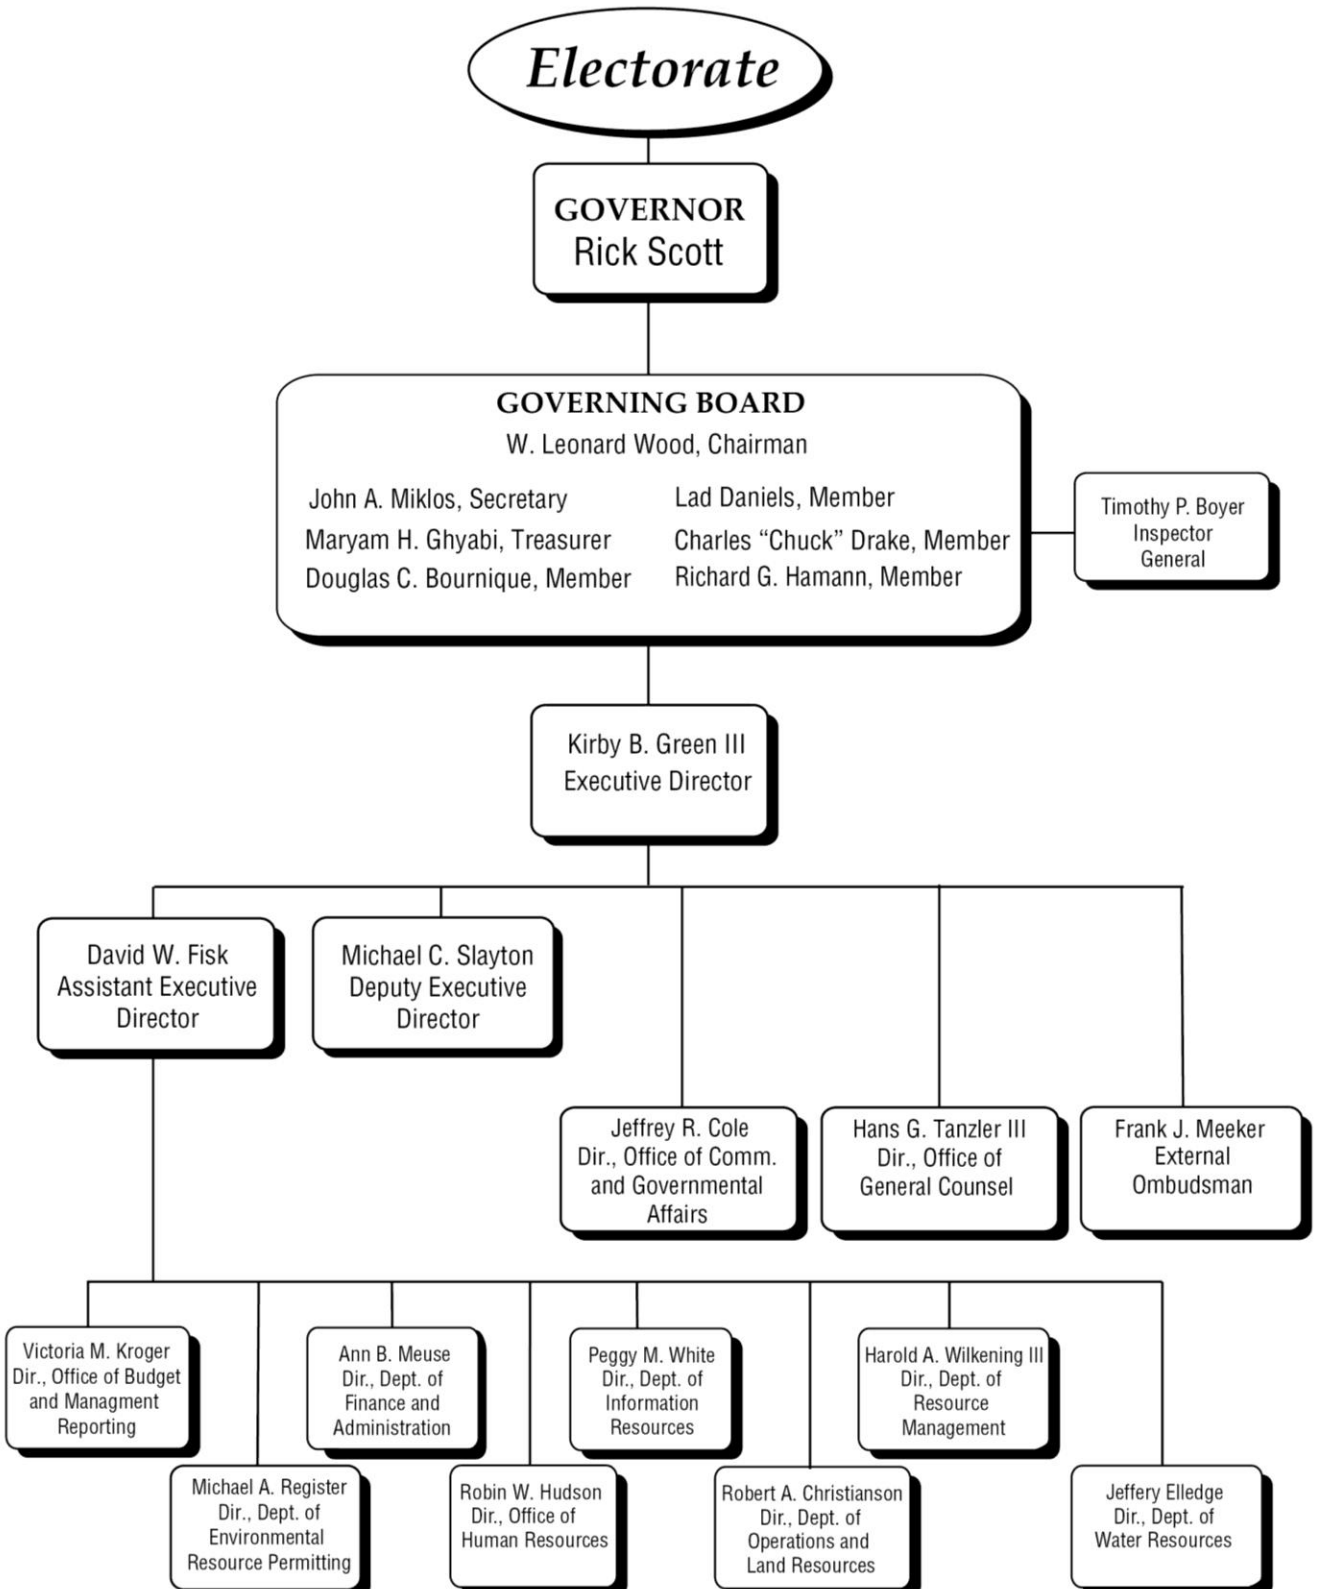 Electorate
GOVERNOR
Rick Scott
GOVERNING BOARD
W. Leonard Wood, Chairman
John A. Miklos, Secretary
Maryam H. Ghyabi, Treasurer
Douglas C. Bournique, Member
Lad Daniels, Member
Charles “Chuck” Drake, Member
Richard G. Hamann, Member
Timothy P. Boyer
Inspector
General
Kirby B. Green III
Executive Director
David W. Fisk
Assistant Executive
Director
Michael C. Slayton
Deputy Executive
Director
Jeffrey R. Cole
Dir., Office of Comm.
and Governmental
Affairs
Hans G. Tanzler III
Dir., Office of
General Counsel
Frank J. Meeker
External
Ombudsman
Victoria M. Kroger
Dir., Office of Budget
and Managment
Reporting
Michael A. Register
Dir., Dept. of
Environmental
Resource Permitting
Ann B. Meuse
Dir., Dept. of
Finance and
Administration
Robin W. Hudson
Dir., Office of
Human Resources
Peggy M. White
Dir., Dept. of
Information
Resources
Robert A. Christianson
Dir., Dept. of
Operations and
Land Resources
Harold A. Wilkening III
Dir., Dept. of
Resource
Management
Jeffery Elledge
Dir., Dept. of
Water Resources